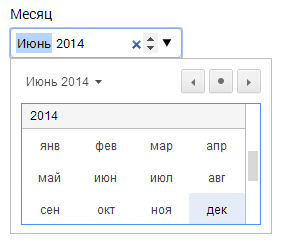 Месяц
Июнь 2014
Июнь 2014
2014
янв фев мар апр
май июн июл авг
сен окт ноя дек